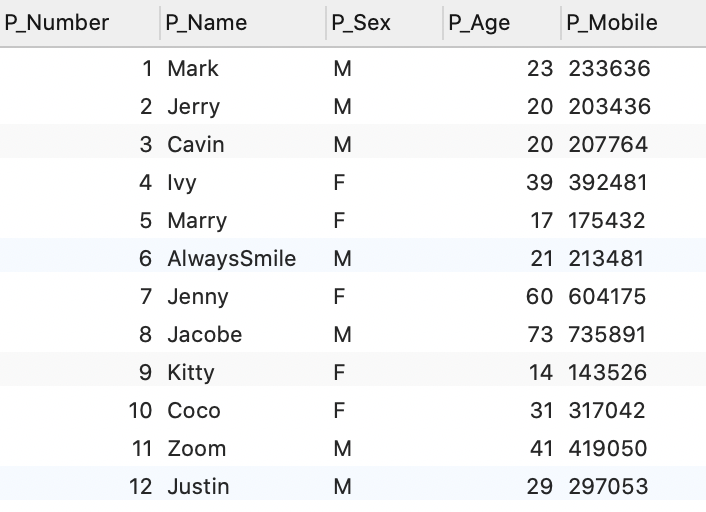 P_Number P_Name P_Sex P_Age P_Mobile
1 Mark M 23 233636
2 Jerry M 20 203436
3 Cavin M 20 207764
4 Ivy F 39 392481
5 Marry F 17 175432
6 AlwaysSmile M 21 213481
7 Jenny F 60 604175
8 Jacobe M 73 735891
9 Kitty F 14 143526
10 Coco F 31 317042
11 Zoom M 41 419050
12 Justin M 29 297053